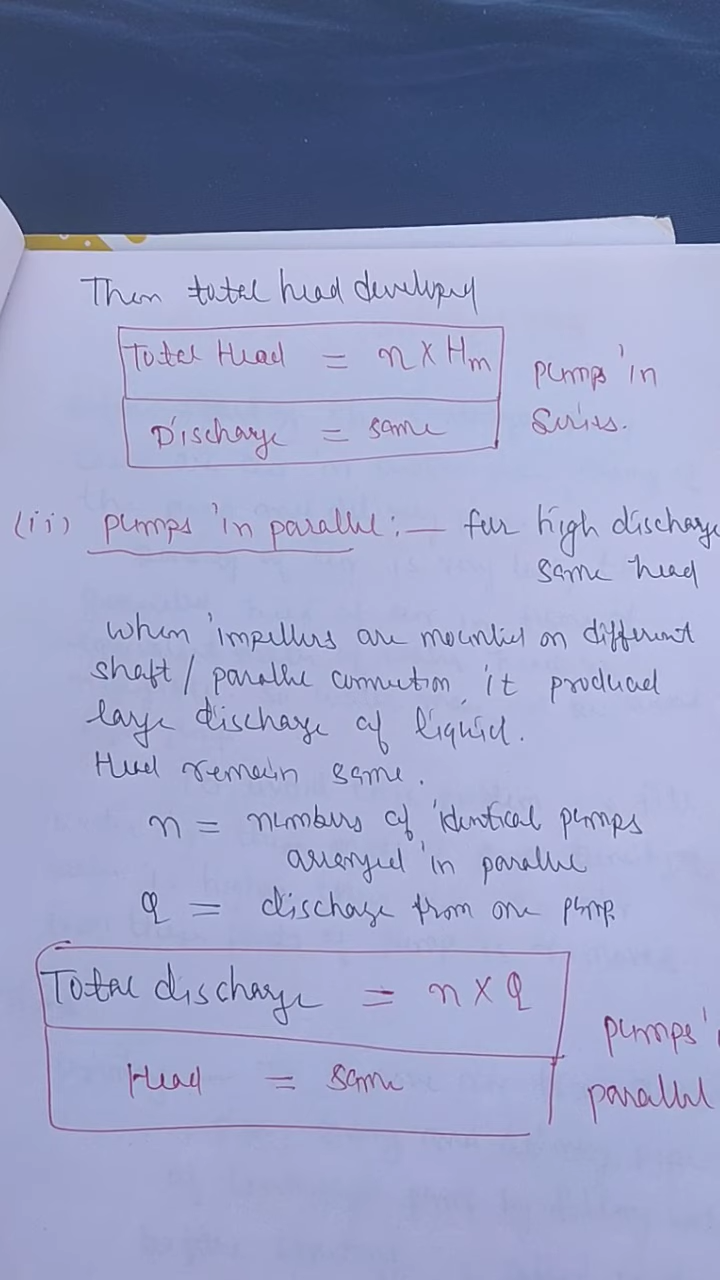 Then total head developed
Total Head = n X Hm
pumps in
Discharge = same
Series.
(ii) pumps in parallel :— for high discharge
same head
when impellers are mounted on different
shaft / parallel connection, it produced
large discharge of liquid.
Head remain same.
n = numbers of identical pumps
arranged in parallel
Q = discharge from one pump.
Total discharge = n X Q
pumps i
Head = same
parallel